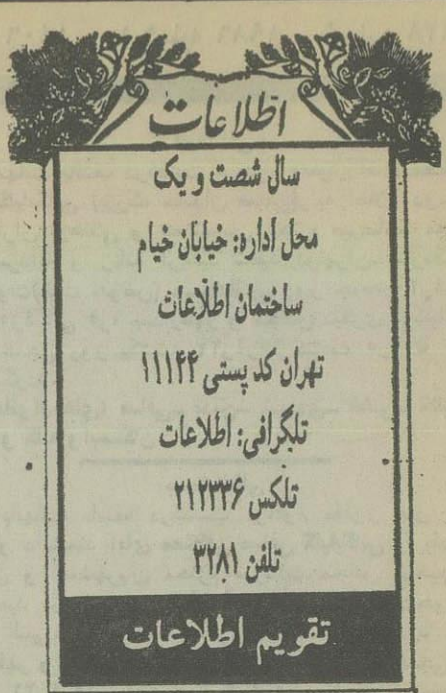 اطلاعات
سال شصت و یک
محل اداره: خیابان خیام
ساختمان اطلاعات
تهران کد پستی ۱۱۱۴۴
تلگرافی: اطلاعات
تلکس ۲۱۲۳۳۶
تلفن ۳۲۸۱
تقویم اطلاعات